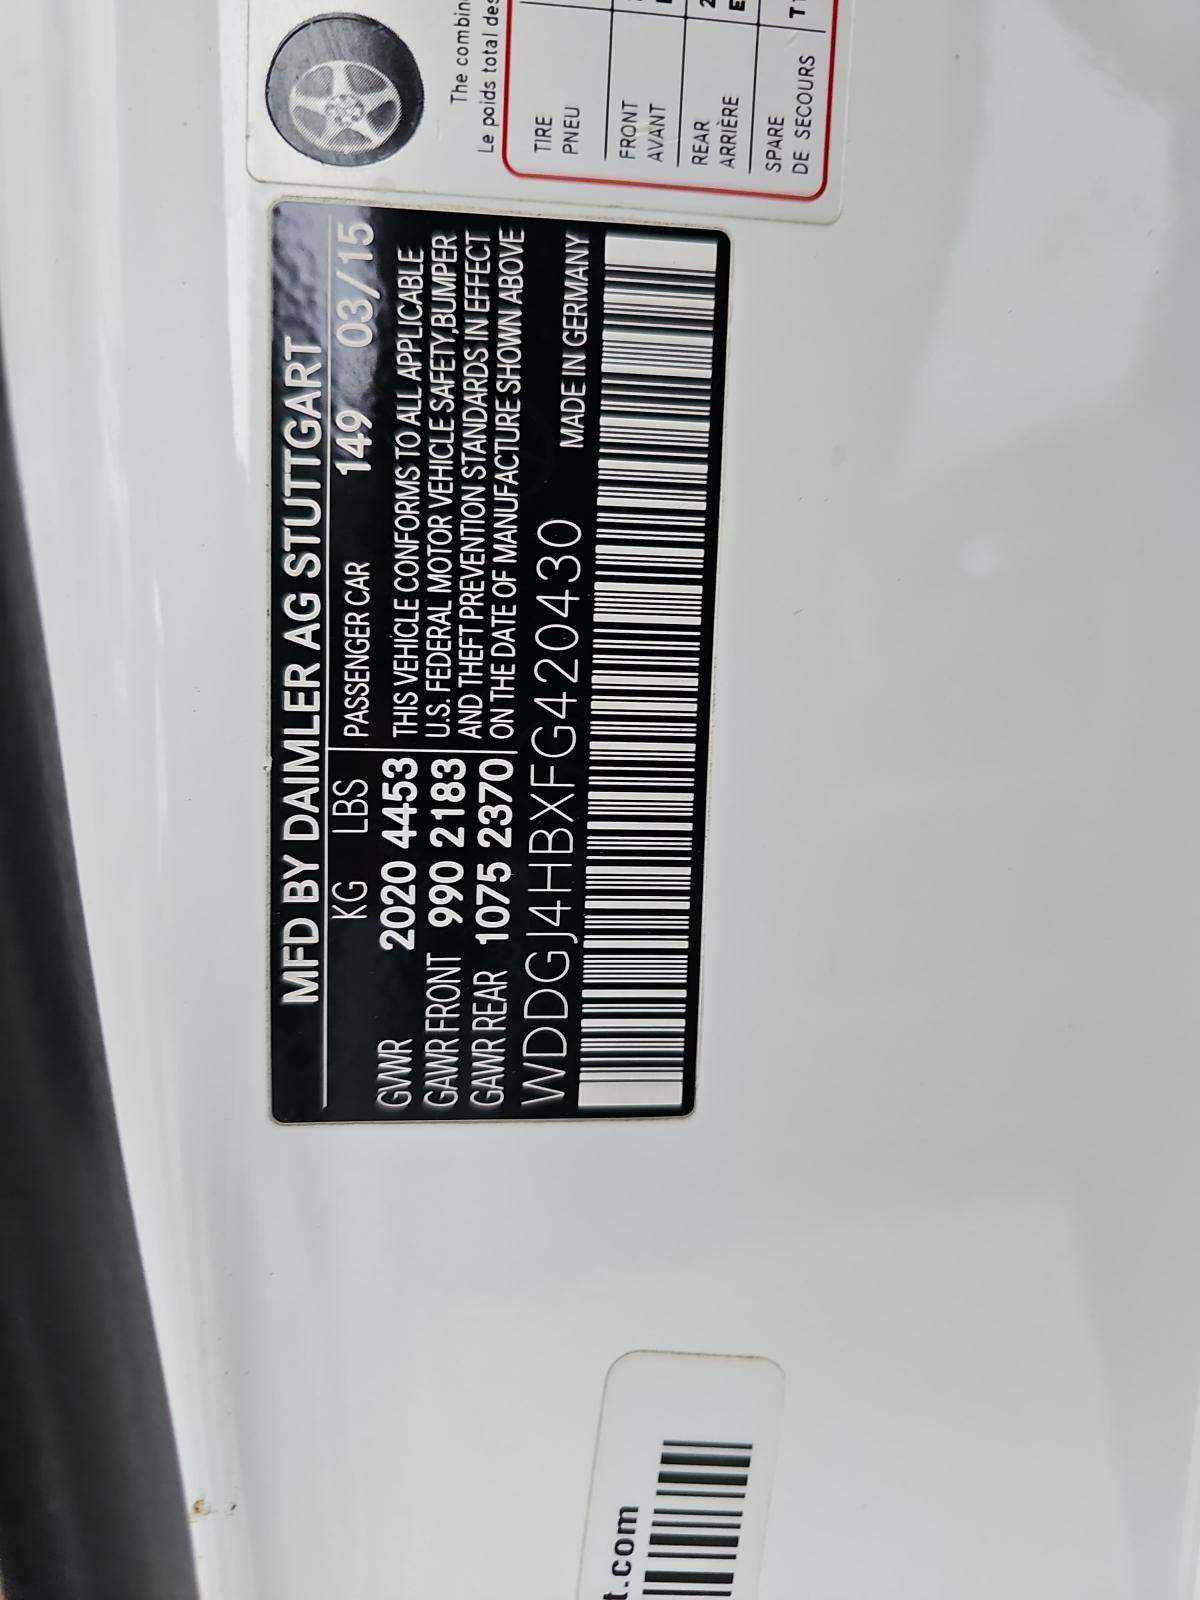 The combin
Le poids total des
TIRE
PNEU
FRONT
AVANT
REAR
ARRIÈRE
SPARE
DE SECOURS
MFD BY DAIMLER AG STUTTGART
KG LBS PASSENGER CAR 149 03/15
GVWR 2020 4453 THIS VEHICLE CONFORMS TO ALL APPLICABLE
GAWR FRONT 990 2183 U.S. FEDERAL MOTOR VEHICLE SAFETY,BUMPER
GAWR REAR 1075 2370 AND THEFT PREVENTION STANDARDS IN EFFECT
ON THE DATE OF MANUFACTURE SHOWN ABOVE
WDDGJ4HBXFG420430 MADE IN GERMANY
t.com